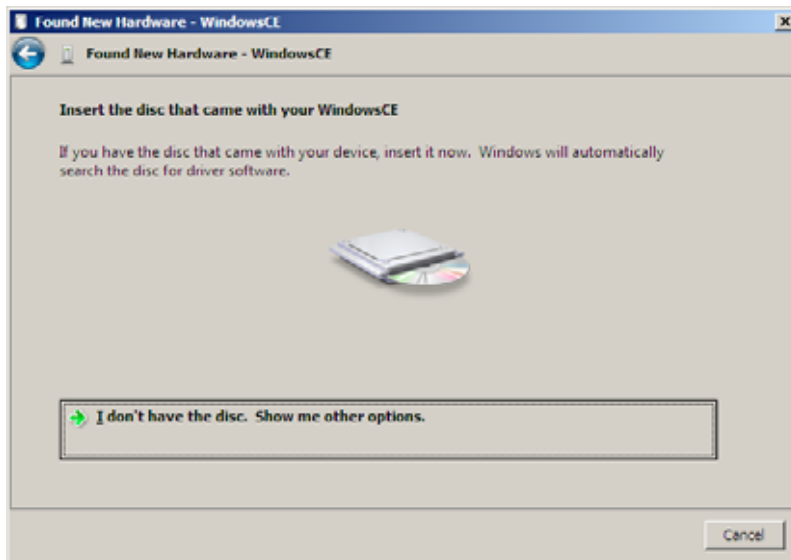 Found New Hardware - WindowsCE
Found New Hardware - WindowsCE
Insert the disc that came with your WindowsCE
If you have the disc that came with your device, insert it now. Windows will automatically
search the disc for driver software.
I don't have the disc. Show me other options.
Cancel